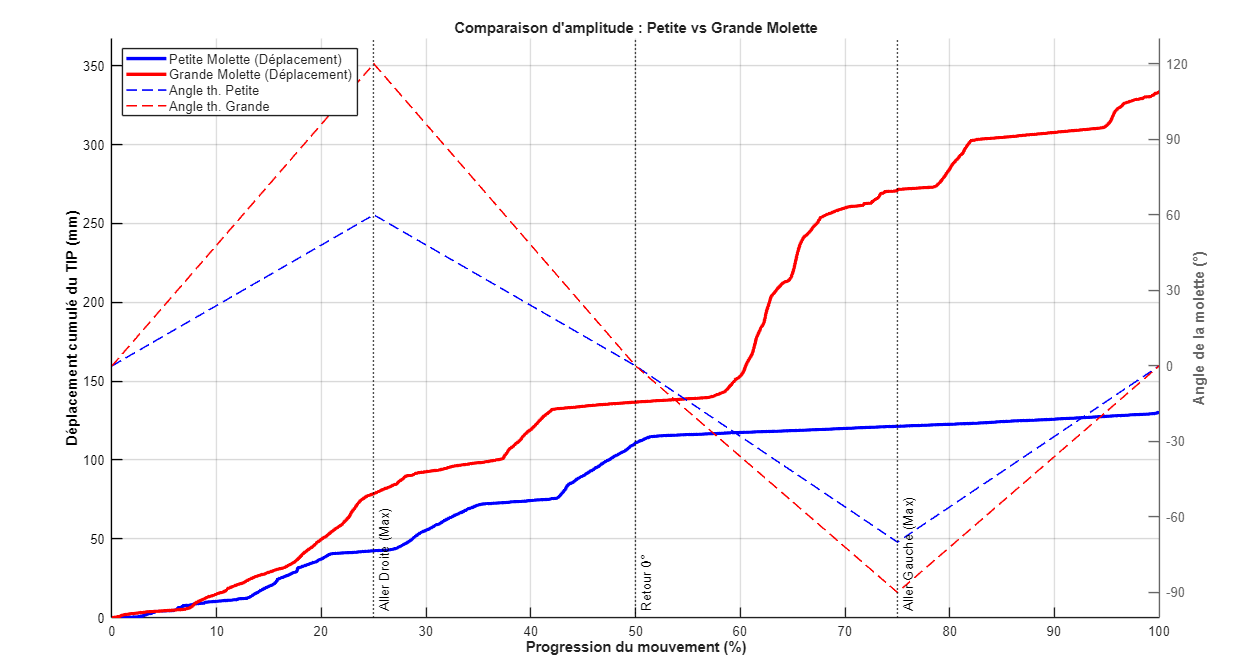 Comparaison d'amplitude : Petite vs Grande Molette
Petite Molette (Déplacement)
Grande Molette (Déplacement)
Angle th. Petite
Angle th. Grande
Déplacement cumulé du TIP (mm)
350
300
250
200
150
100
50
0
120
90
60
30
0
-30
-60
-90
Angle de la molette (°)
Aller Droite (Max)
Retour 0°
Aller Gauche (Max)
0 10 20 30 40 50 60 70 80 90 100
Progression du mouvement (%)